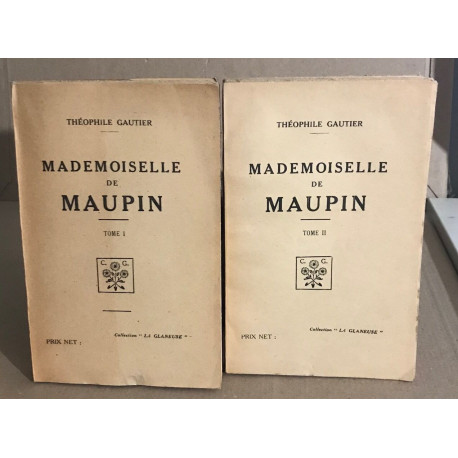 THÉOPHILE GAUTIER
MADEMOISELLE
DE
MAUPIN
TOME I
C. G.
Collection "LA GLANEUSE"
PRIX NET :
THÉOPHILE GAUTIER
MADEMOISELLE
DE
MAUPIN
TOME II
C. G.
Collection "LA GLANEUSE"
PRIX NET :